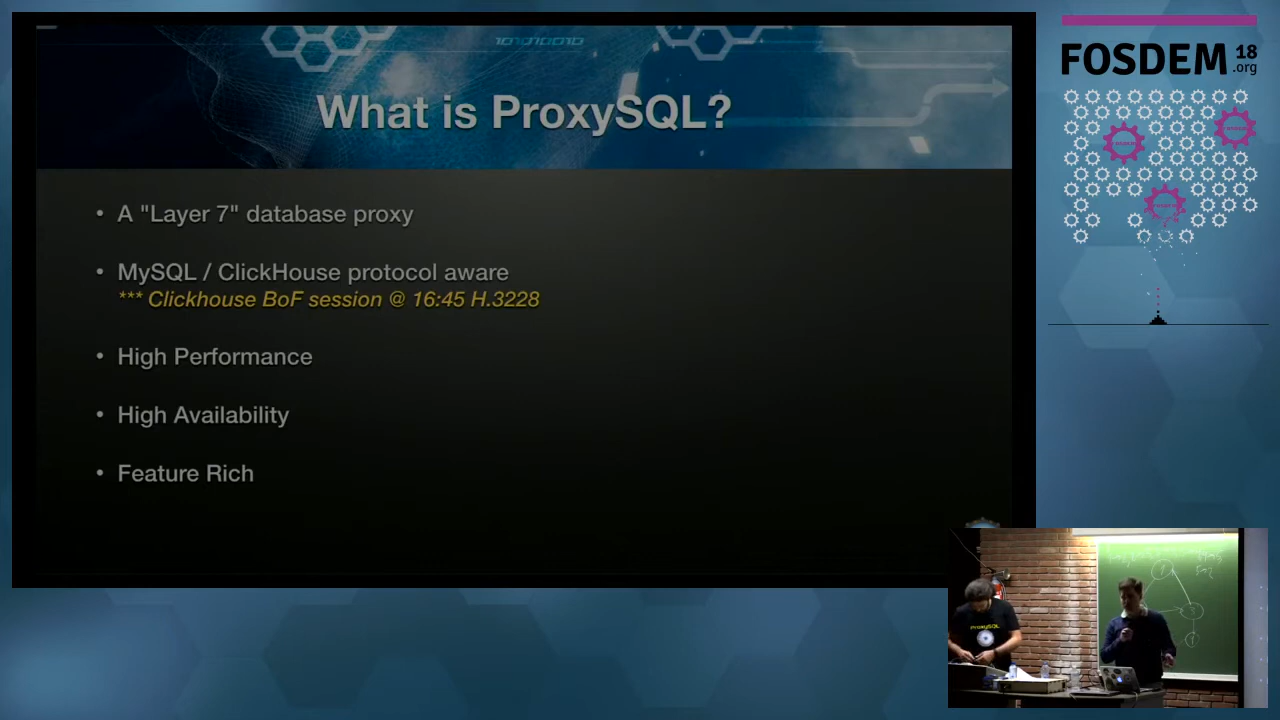 What is ProxySQL?
• A "Layer 7" database proxy
• MySQL / ClickHouse protocol aware
*** Clickhouse BoF session @ 16:45 H.3228
• High Performance
• High Availability
• Feature Rich
FOSDEM 18
.org
ProxySQL